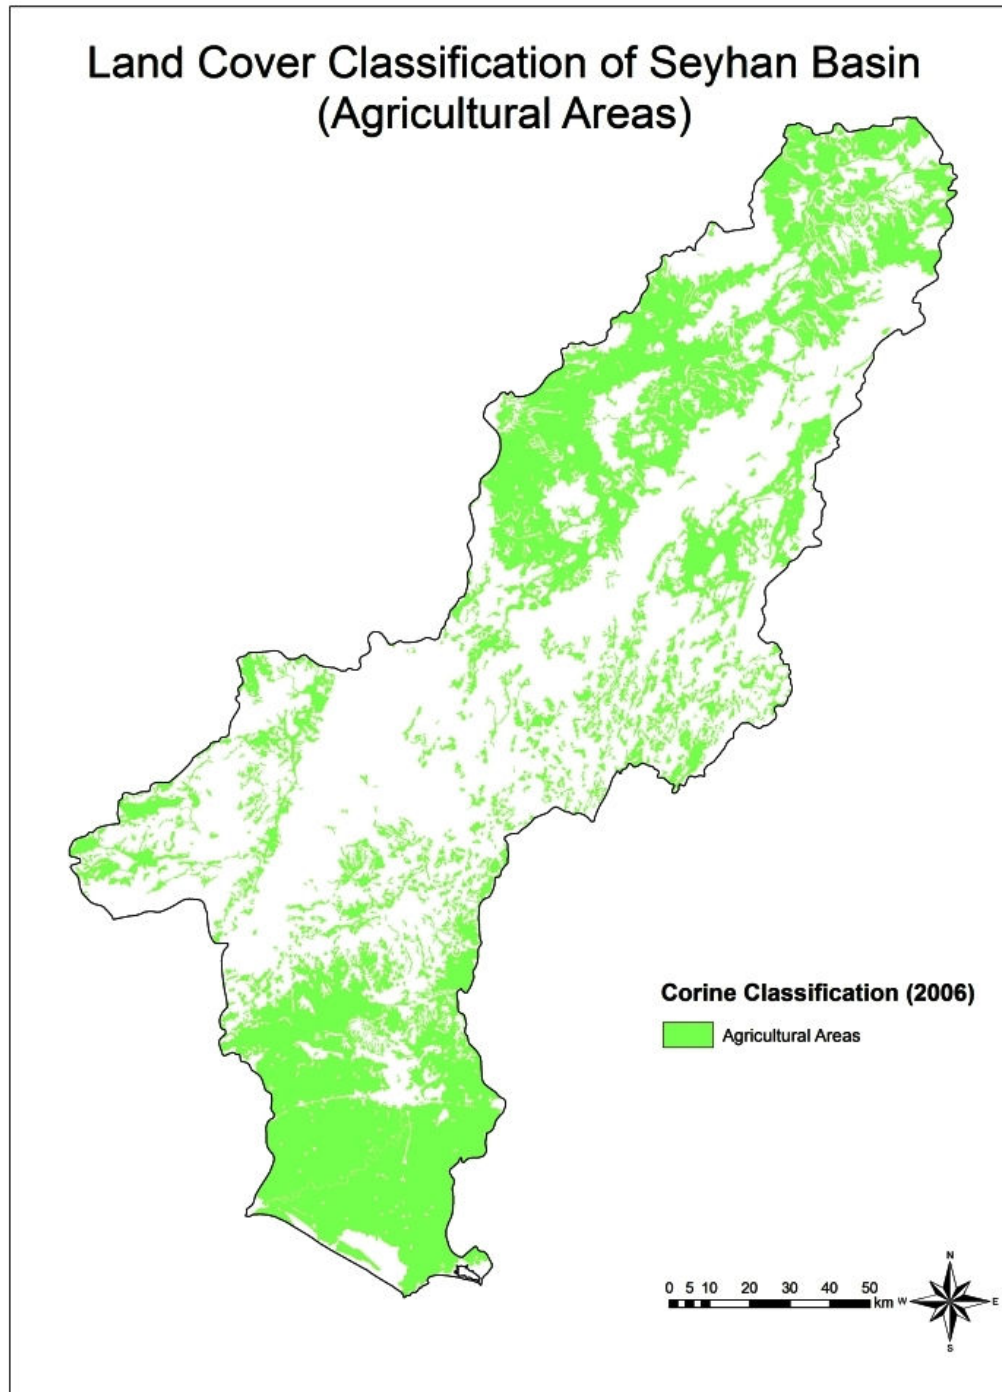 Land Cover Classification of Seyhan Basin
(Agricultural Areas)
Corine Classification (2006)
Agricultural Areas
0 5 10 20 30 40 50
km
N
W E
S